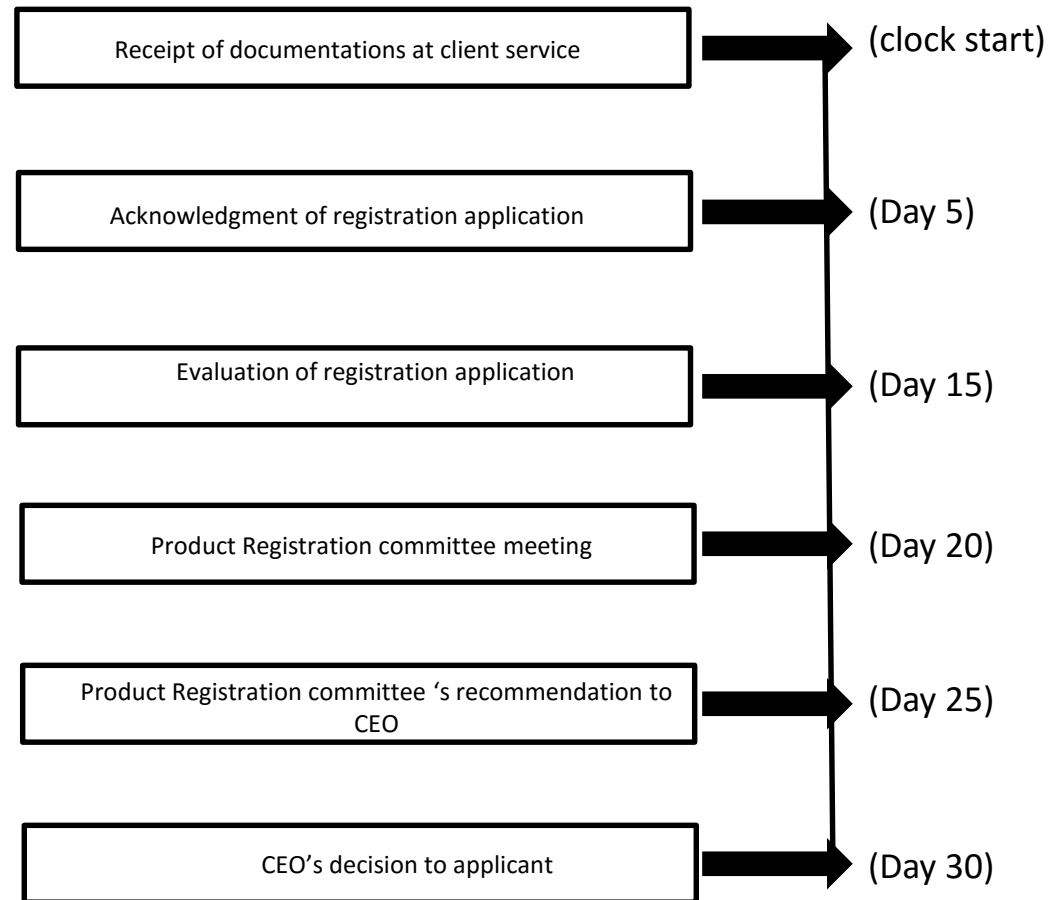 Receipt of documentations at client service
(clock start)
Acknowledgment of registration application
(Day 5)
Evaluation of registration application
(Day 15)
Product Registration committee meeting
(Day 20)
Product Registration committee ‘s recommendation to
CEO
(Day 25)
CEO’s decision to applicant
(Day 30)